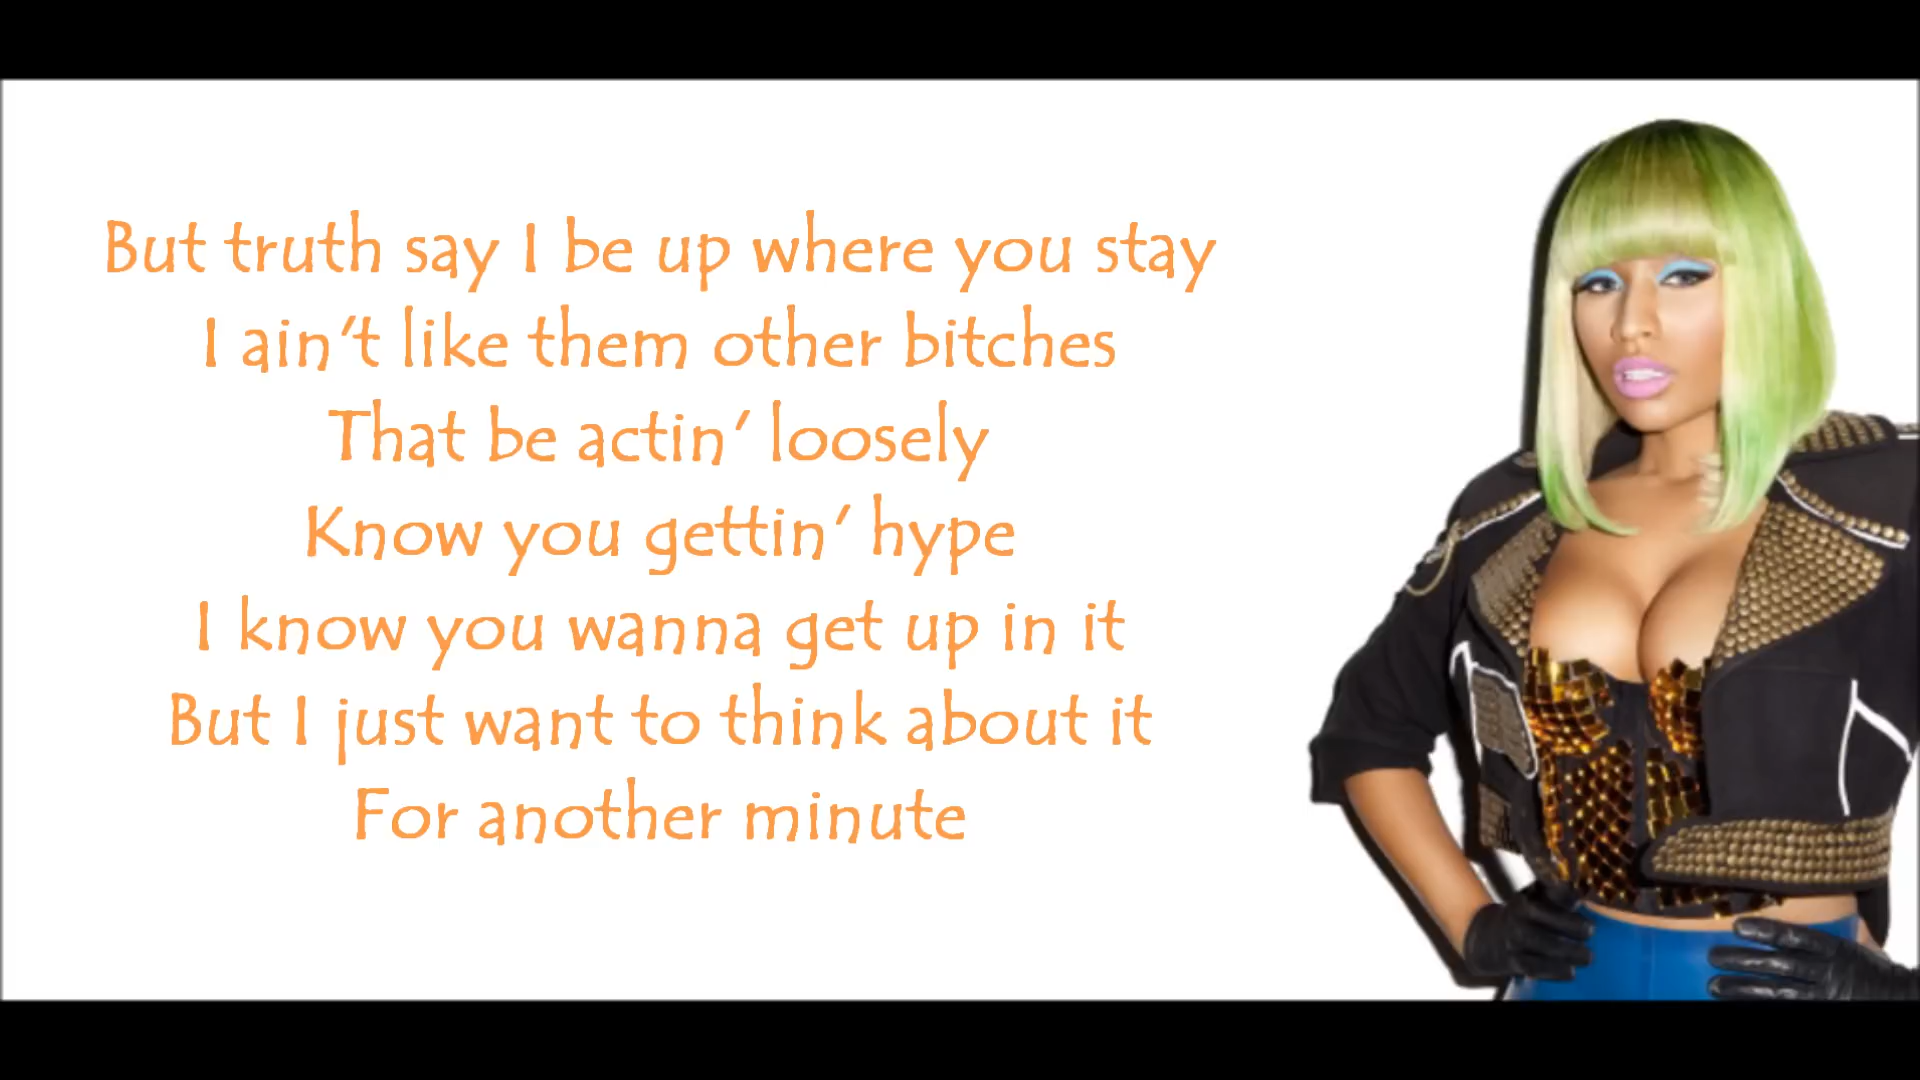 But truth say I be up where you stay
I ain't like them other bitches
That be actin' loosely
Know you gettin' hype
I know you wanna get up in it
But I just want to think about it
For another minute